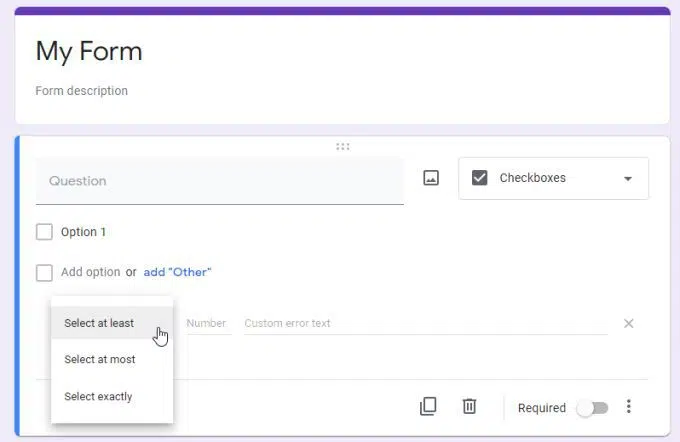 My Form
Form description
Question
Checkboxes
Option 1
Add option or add "Other"
Select at least
Number
Custom error text
Select at most
Select exactly
Required